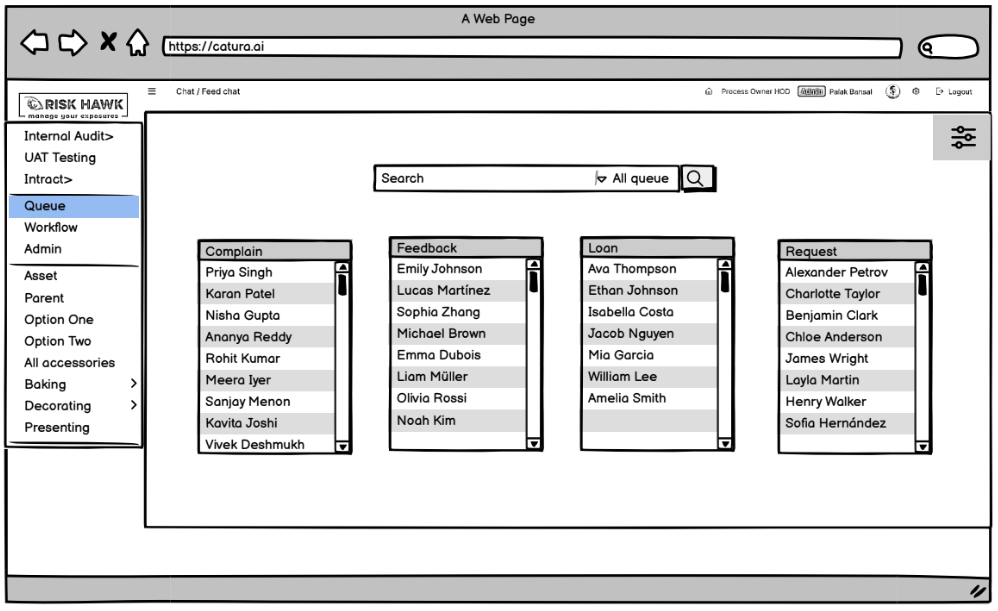 A Web Page
https://catura.ai
RISK HAWK
manage your exposures
Chat / Feed chat
Process Owner HOD
Palak Bansal
Logout
Internal Audit>
UAT Testing
Intract>
Queue
Workflow
Admin
Asset
Parent
Option One
Option Two
All accessories
Baking >
Decorating >
Presenting
Search
All queue
Complain
Priya Singh
Karan Patel
Nisha Gupta
Ananya Reddy
Rohit Kumar
Meera Iyer
Sanjay Menon
Kavita Joshi
Vivek Deshmukh
Feedback
Emily Johnson
Lucas Martínez
Sophia Zhang
Michael Brown
Emma Dubois
Liam Müller
Olivia Rossi
Noah Kim
Loan
Ava Thompson
Ethan Johnson
Isabella Costa
Jacob Nguyen
Mia Garcia
William Lee
Amelia Smith
Request
Alexander Petrov
Charlotte Taylor
Benjamin Clark
Chloe Anderson
James Wright
Layla Martin
Henry Walker
Sofia Hernández